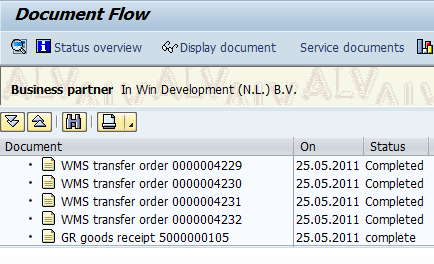 Document Flow
Status overview Display document Service documents
Business partner In Win Development (N.L.) B.V.
Document On Status
WMS transfer order 0000004229 25.05.2011 Completed
WMS transfer order 0000004230 25.05.2011 Completed
WMS transfer order 0000004231 25.05.2011 Completed
WMS transfer order 0000004232 25.05.2011 Completed
GR goods receipt 5000000105 25.05.2011 complete